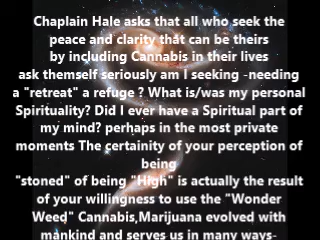 Chaplain Hale asks that all who seek the
peace and clarity that can be theirs
by including Cannabis in their lives
ask themself seriously am I seeking -needing
a "retreat" a refuge ? What is/was my personal
Spirituality? Did I ever have a Spiritual part of
my mind? perhaps in the most private
moments The certainity of your perception of
being
"stoned" of being "High" is actually the result
of your willingness to use the "Wonder
Weed" Cannabis,Marijuana evolved with
mankind and serves us in many ways-